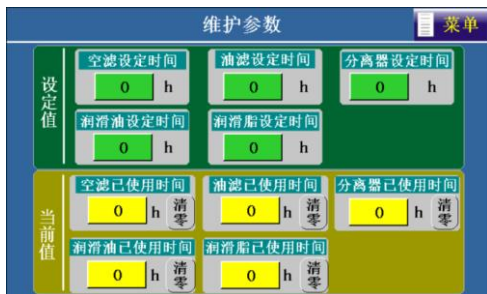 维护参数
菜单
设定值
空滤设定时间
0 h
油滤设定时间
0 h
分离器设定时间
0 h
润滑油设定时间
0 h
润滑脂设定时间
0 h
当前值
空滤已使用时间
0 h 清零
油滤已使用时间
0 h 清零
分离器已使用时间
0 h 清零
润滑油已使用时间
0 h 清零
润滑脂已使用时间
0 h 清零